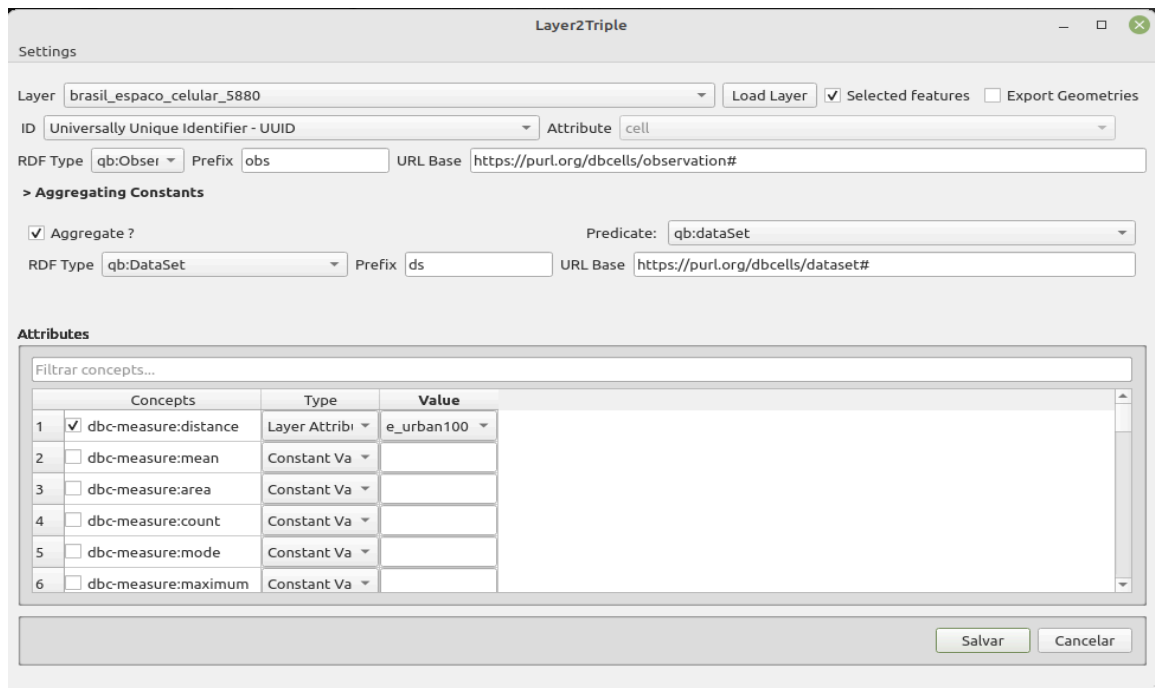 Layer2Triple
Settings
Layer brasil_espaco_celular_5880 Load Layer Selected features Export Geometries
ID Universally Unique Identifier - UUID Attribute cell
RDF Type qb:Obser Prefix obs URL Base https://purl.org/dbcells/observation#
> Aggregating Constants
Aggregate ? Predicate: qb:dataSet
RDF Type qb:DataSet Prefix ds URL Base https://purl.org/dbcells/dataset#
Attributes
Filtrar concepts...
Concepts Type Value
1 dbc-measure:distance Layer Attribu e_urban100
2 dbc-measure:mean Constant Va
3 dbc-measure:area Constant Va
4 dbc-measure:count Constant Va
5 dbc-measure:mode Constant Va
6 dbc-measure:maximum Constant Va
Salvar Cancelar